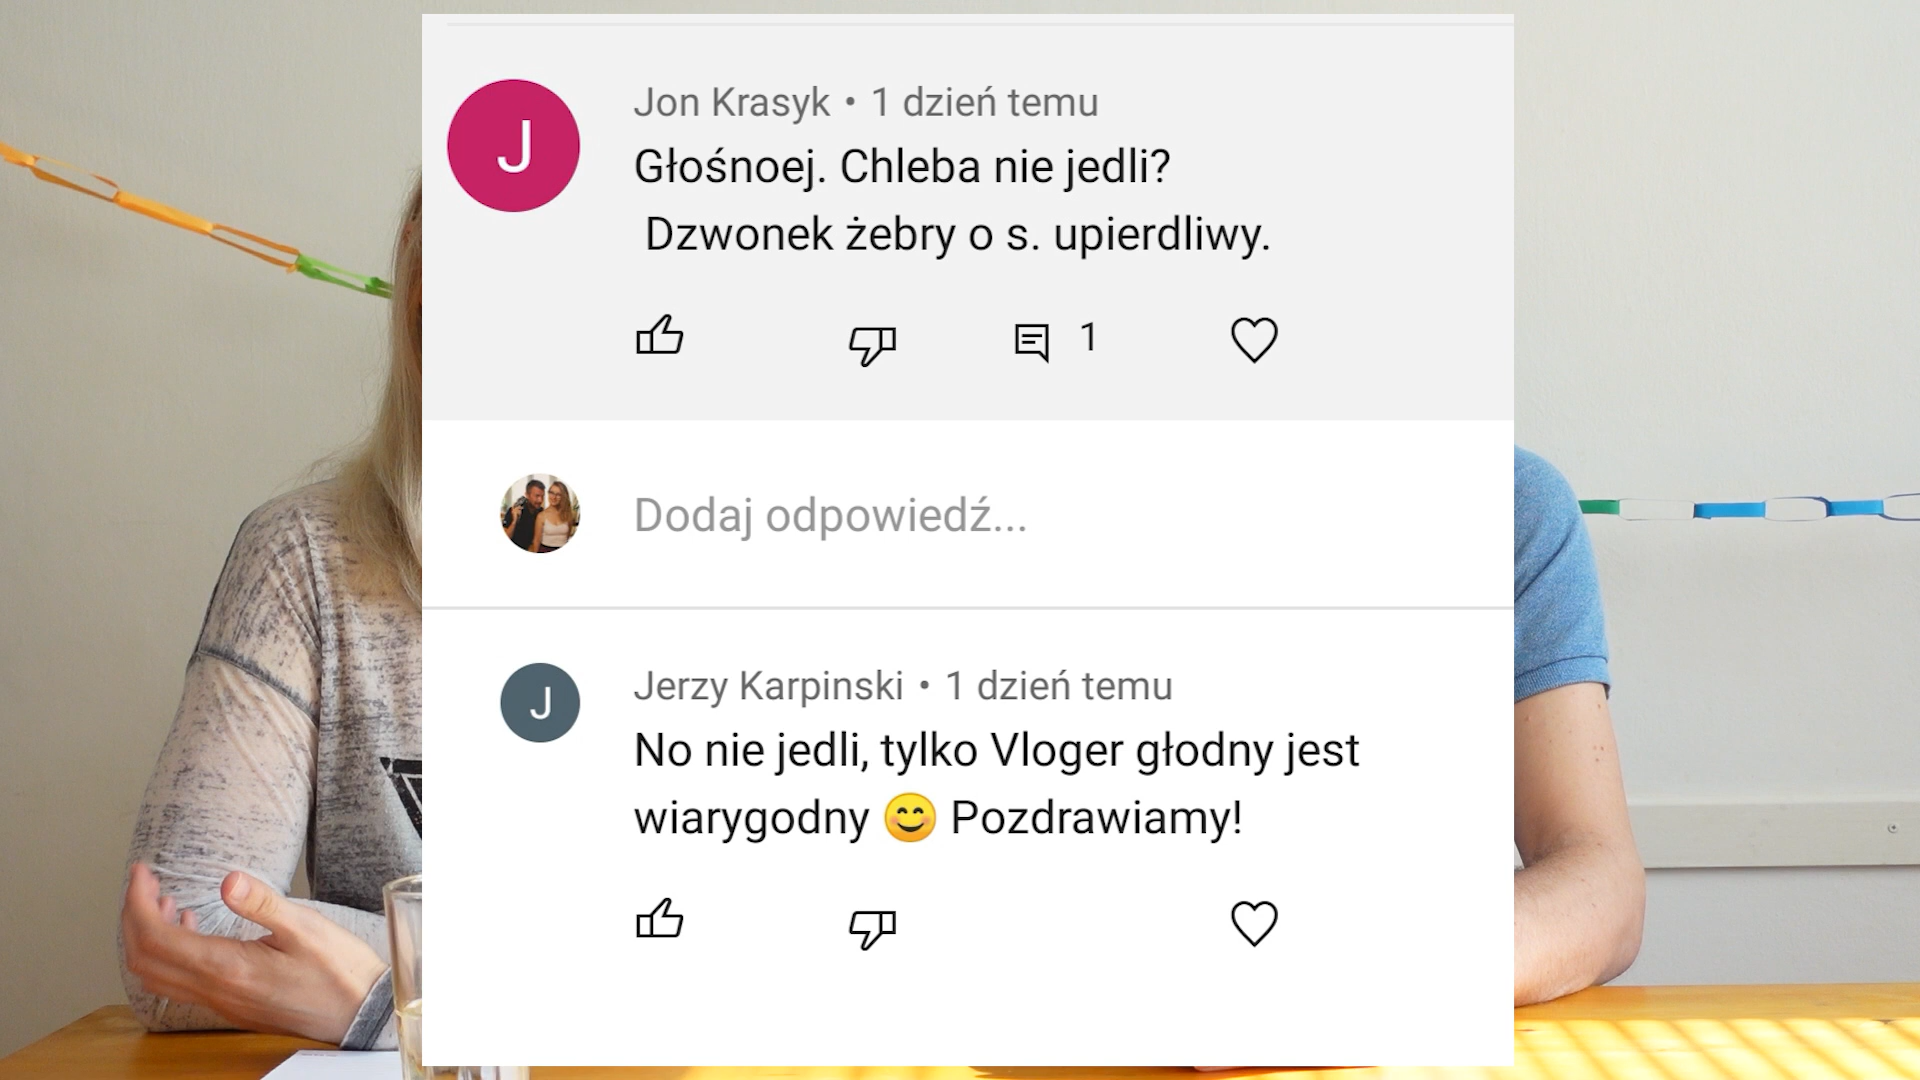 J
Jon Krasyk • 1 dzień temu
Głośnoej. Chleba nie jedli?
Dzwonek żebry o s. upierdliwy.
1
Dodaj odpowiedź...
J
Jerzy Karpinski • 1 dzień temu
No nie jedli, tylko Vloger głodny jest
wiarygodny 😊 Pozdrawiamy!